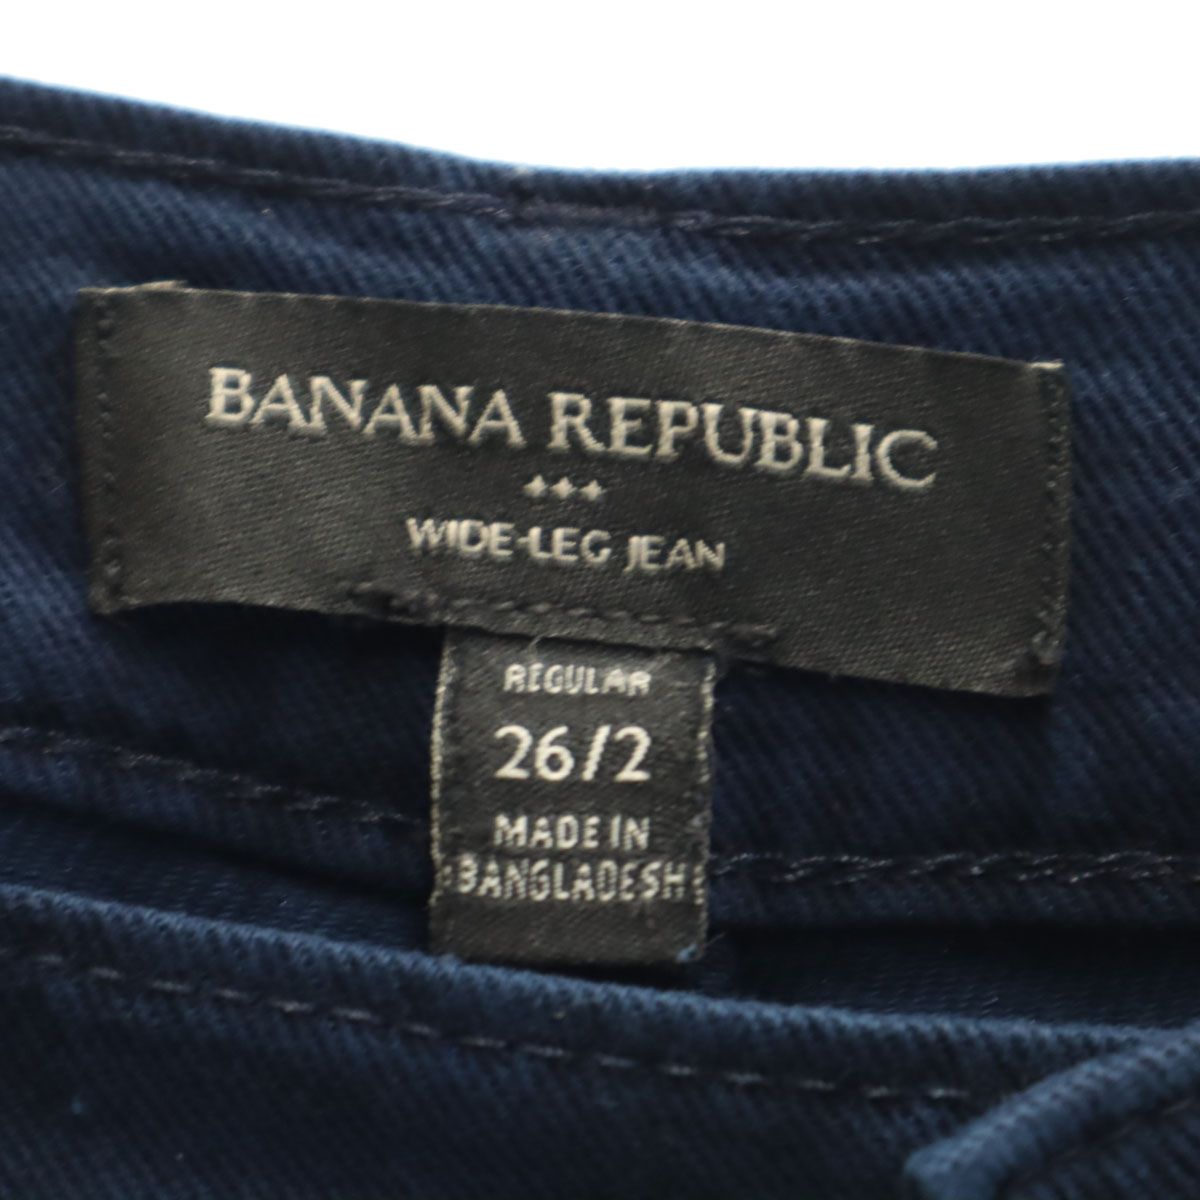 BANANA REPUBLIC
WIDE-LEG JEAN
REGULAR
26/2
MADE IN
BANGLADESH